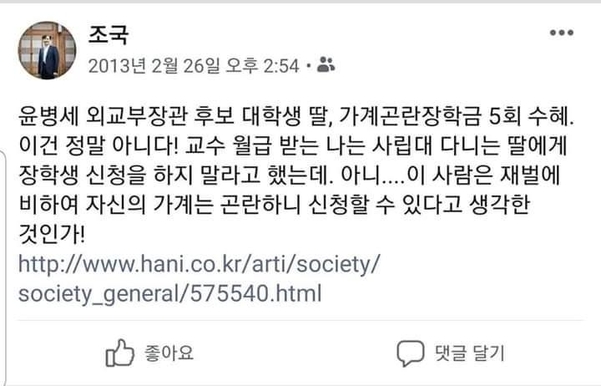 조국
2013년 2월 26일 오후 2:54 ·
윤병세 외교부장관 후보 대학생 딸, 가계곤란장학금 5회 수혜.
이건 정말 아니다! 교수 월급 받는 나는 사립대 다니는 딸에게
장학생 신청을 하지 말라고 했는데. 아니....이 사람은 재벌에
비하여 자신의 가계는 곤란하니 신청할 수 있다고 생각한
것인가!
http://www.hani.co.kr/arti/society/
society_general/575540.html
좋아요
댓글 달기